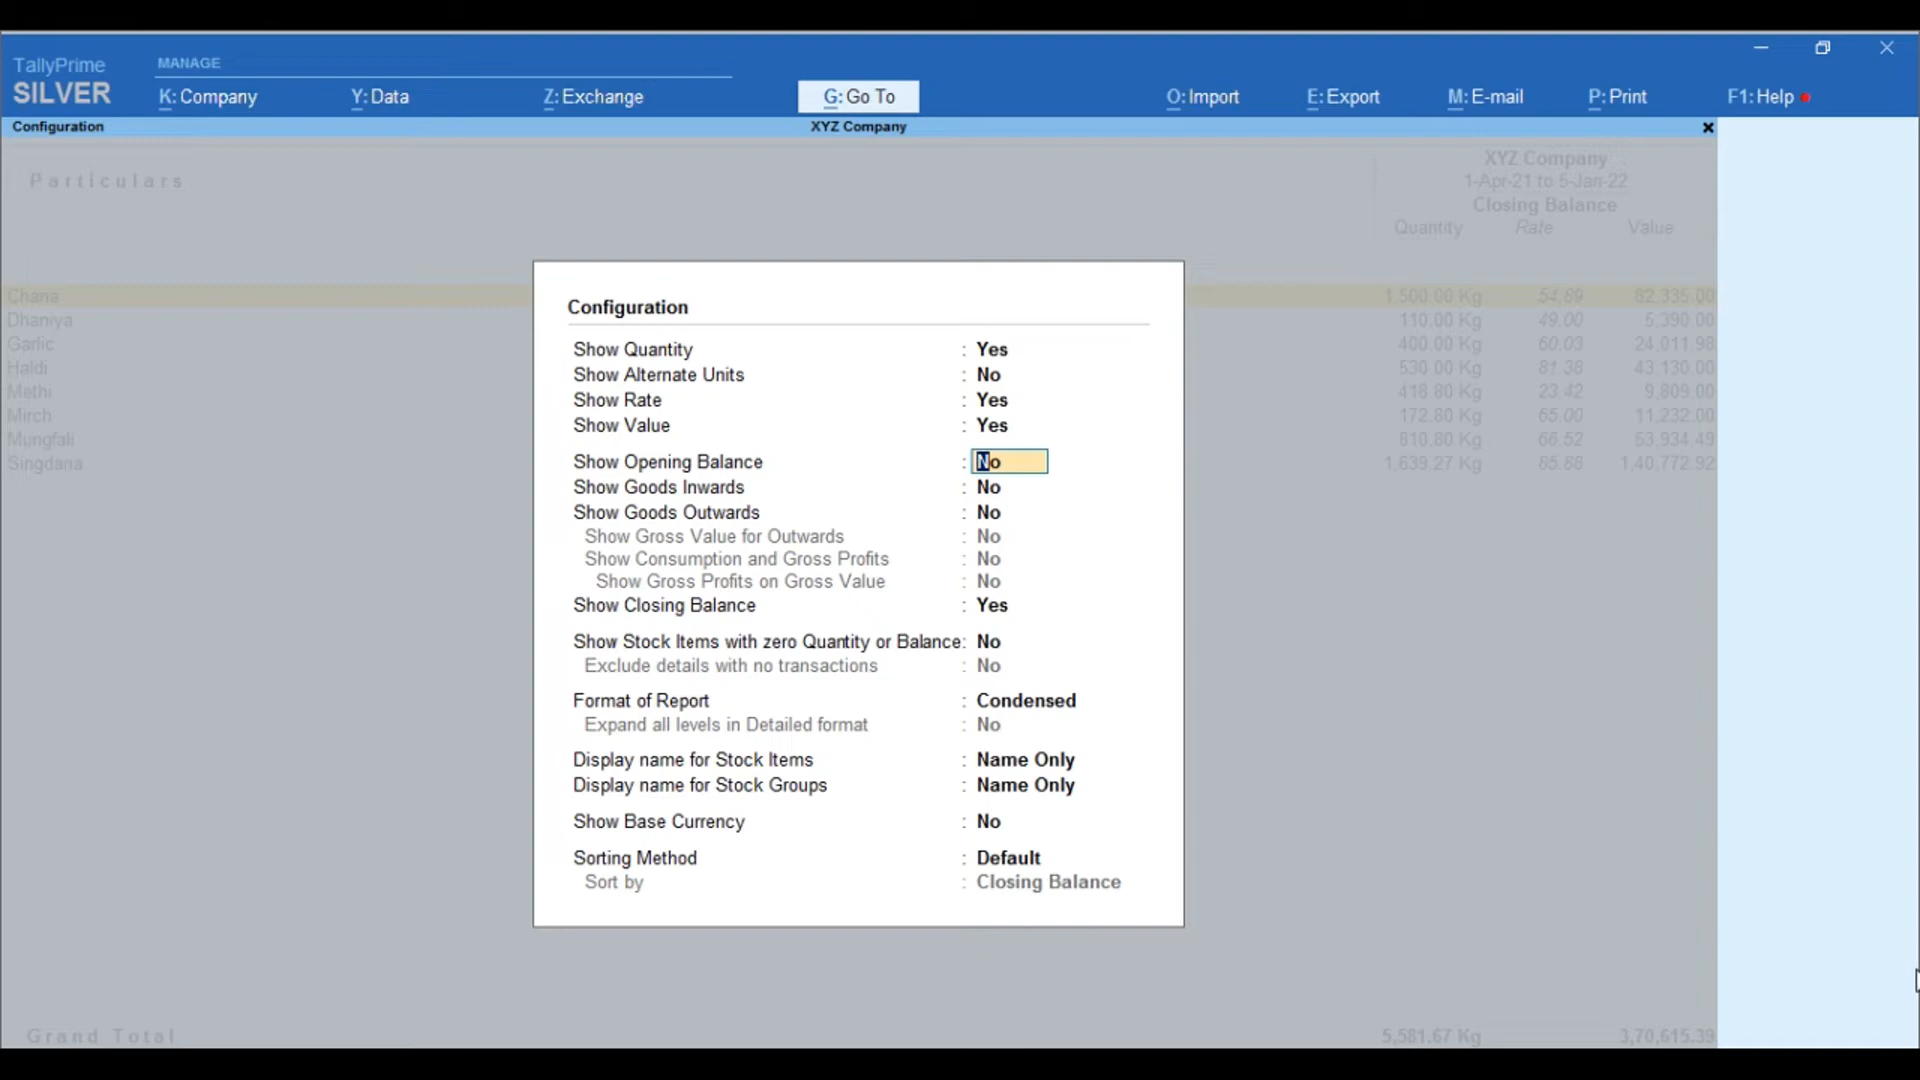 TallyPrime
SILVER
MANAGE
K: Company Y: Data Z: Exchange G: Go To O: Import E: Export M: E-mail P: Print F1: Help
Configuration XYZ Company
Particulars
XYZ Company
1-Apr-21 to 5-Jan-22
Closing Balance
Quantity Rate Value
Chana 1,500.00 Kg 54.89 82,335.00
Dhaniya 110.00 Kg 49.00 5,390.00
Garlic 400.00 Kg 60.03 24,011.98
Haldi 530.00 Kg 81.38 43,130.00
Methi 418.80 Kg 23.42 9,809.00
Mirch 172.80 Kg 65.00 11,232.00
Mungfali 810.80 Kg 66.52 53,934.49
Singdana 1,639.27 Kg 85.88 1,40,772.92
Configuration
Show Quantity : Yes
Show Alternate Units : No
Show Rate : Yes
Show Value : Yes
Show Opening Balance : No
Show Goods Inwards : No
Show Goods Outwards : No
Show Gross Value for Outwards : No
Show Consumption and Gross Profits : No
Show Gross Profits on Gross Value : No
Show Closing Balance : Yes
Show Stock Items with zero Quantity or Balance: No
Exclude details with no transactions : No
Format of Report : Condensed
Expand all levels in Detailed format : No
Display name for Stock Items : Name Only
Display name for Stock Groups : Name Only
Show Base Currency : No
Sorting Method : Default
Sort by : Closing Balance
Grand Total 5,581.67 Kg 3,70,615.39